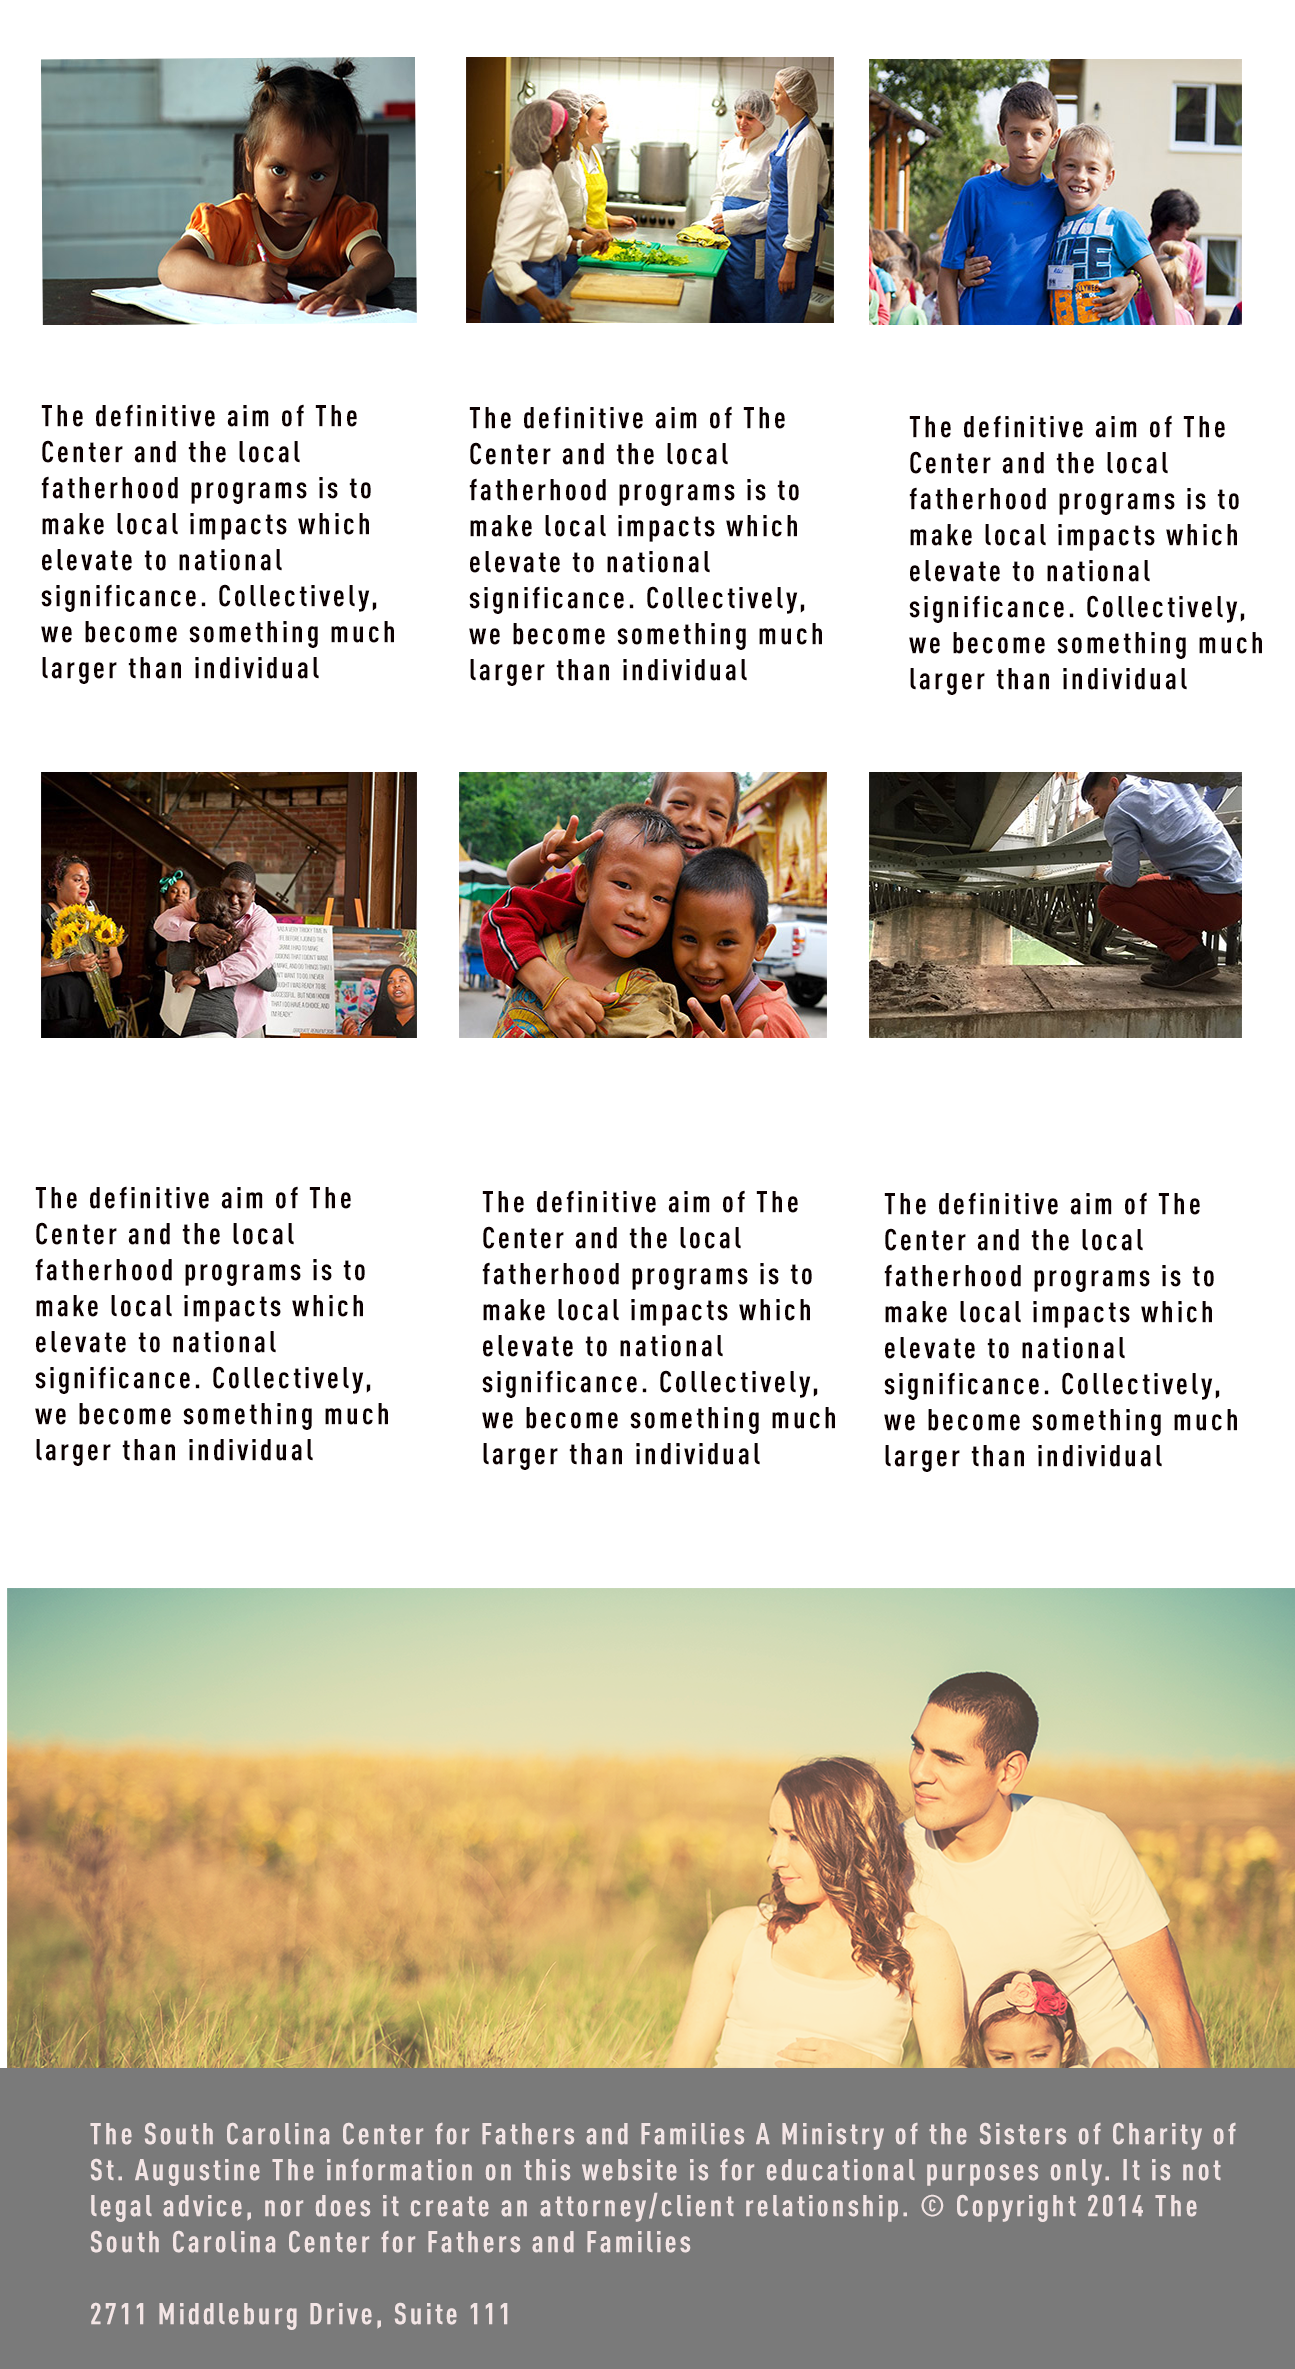 The definitive aim of The
Center and the local
fatherhood programs is to
make local impacts which
elevate to national
significance. Collectively,
we become something much
larger than individual
The definitive aim of The
Center and the local
fatherhood programs is to
make local impacts which
elevate to national
significance. Collectively,
we become something much
larger than individual
The definitive aim of The
Center and the local
fatherhood programs is to
make local impacts which
elevate to national
significance. Collectively,
we become something much
larger than individual
The definitive aim of The
Center and the local
fatherhood programs is to
make local impacts which
elevate to national
significance. Collectively,
we become something much
larger than individual
The definitive aim of The
Center and the local
fatherhood programs is to
make local impacts which
elevate to national
significance. Collectively,
we become something much
larger than individual
The definitive aim of The
Center and the local
fatherhood programs is to
make local impacts which
elevate to national
significance. Collectively,
we become something much
larger than individual
The South Carolina Center for Fathers and Families A Ministry of the Sisters of Charity of
St. Augustine The information on this website is for educational purposes only. It is not
legal advice, nor does it create an attorney/client relationship. © Copyright 2014 The
South Carolina Center for Fathers and Families
2711 Middleburg Drive, Suite 111